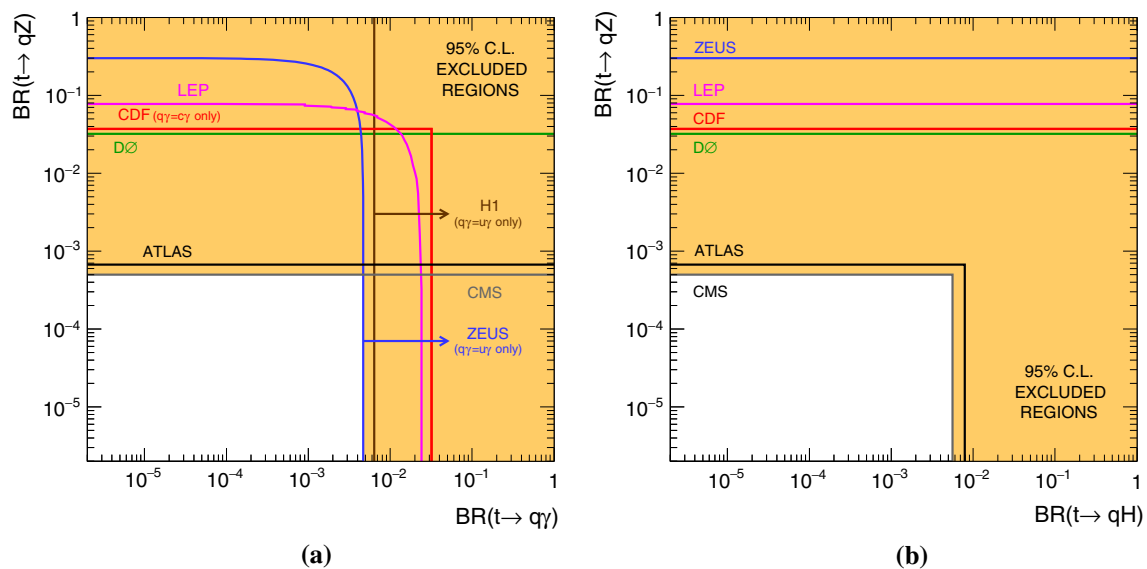 BR(t→ qZ)
1
10⁻¹
10⁻²
10⁻³
10⁻⁴
10⁻⁵
95% C.L.
EXCLUDED
REGIONS
LEP
CDF (qγ=cγ only)
DØ
H1
(qγ=uγ only)
ATLAS
CMS
ZEUS
(qγ=uγ only)
10⁻⁵ 10⁻⁴ 10⁻³ 10⁻² 10⁻¹ 1
BR(t→ qγ)
(a)
BR(t→ qZ)
1
10⁻¹
10⁻²
10⁻³
10⁻⁴
10⁻⁵
ZEUS
LEP
CDF
DØ
ATLAS
CMS
95% C.L.
EXCLUDED
REGIONS
10⁻⁵ 10⁻⁴ 10⁻³ 10⁻² 10⁻¹ 1
BR(t→ qH)
(b)